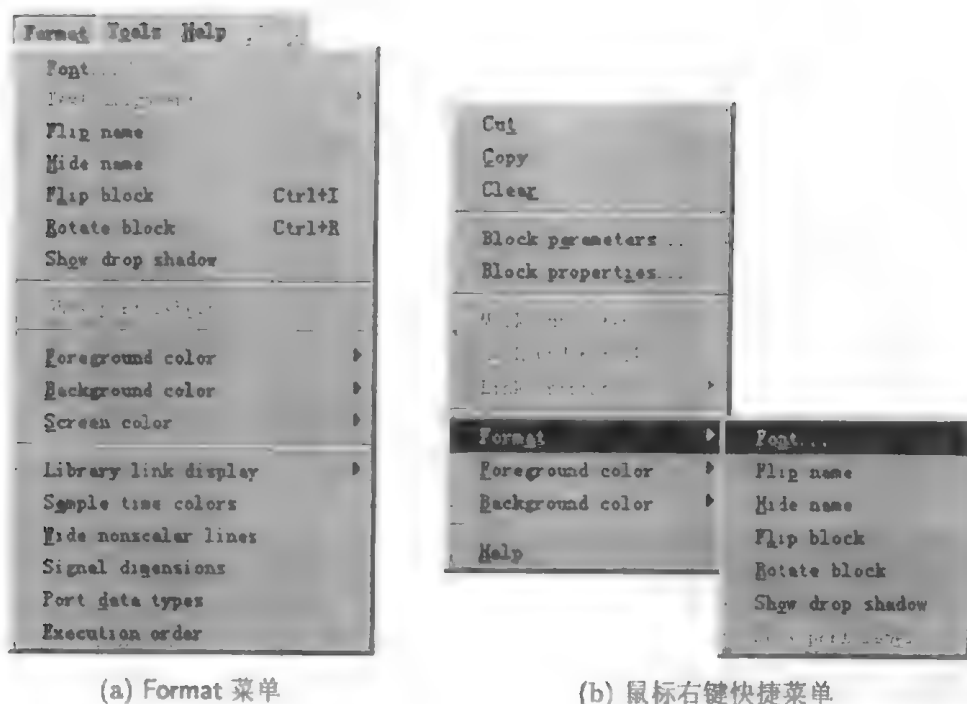 Format Tools Help
Font...
Flip name
Hide name
Flip block Ctrl+I
Rotate block Ctrl+R
Show drop shadow
Foreground color
Background color
Screen color
Library link display
Sample time colors
Wide nonscalar lines
Signal dimensions
Port data types
Execution order
(a) Format 菜单
Cut
Copy
Clear
Block parameters...
Block properties...
Format
Foreground color
Background color
Help
Font...
Flip name
Hide name
Flip block
Rotate block
Show drop shadow
(b) 鼠标右键快捷菜单